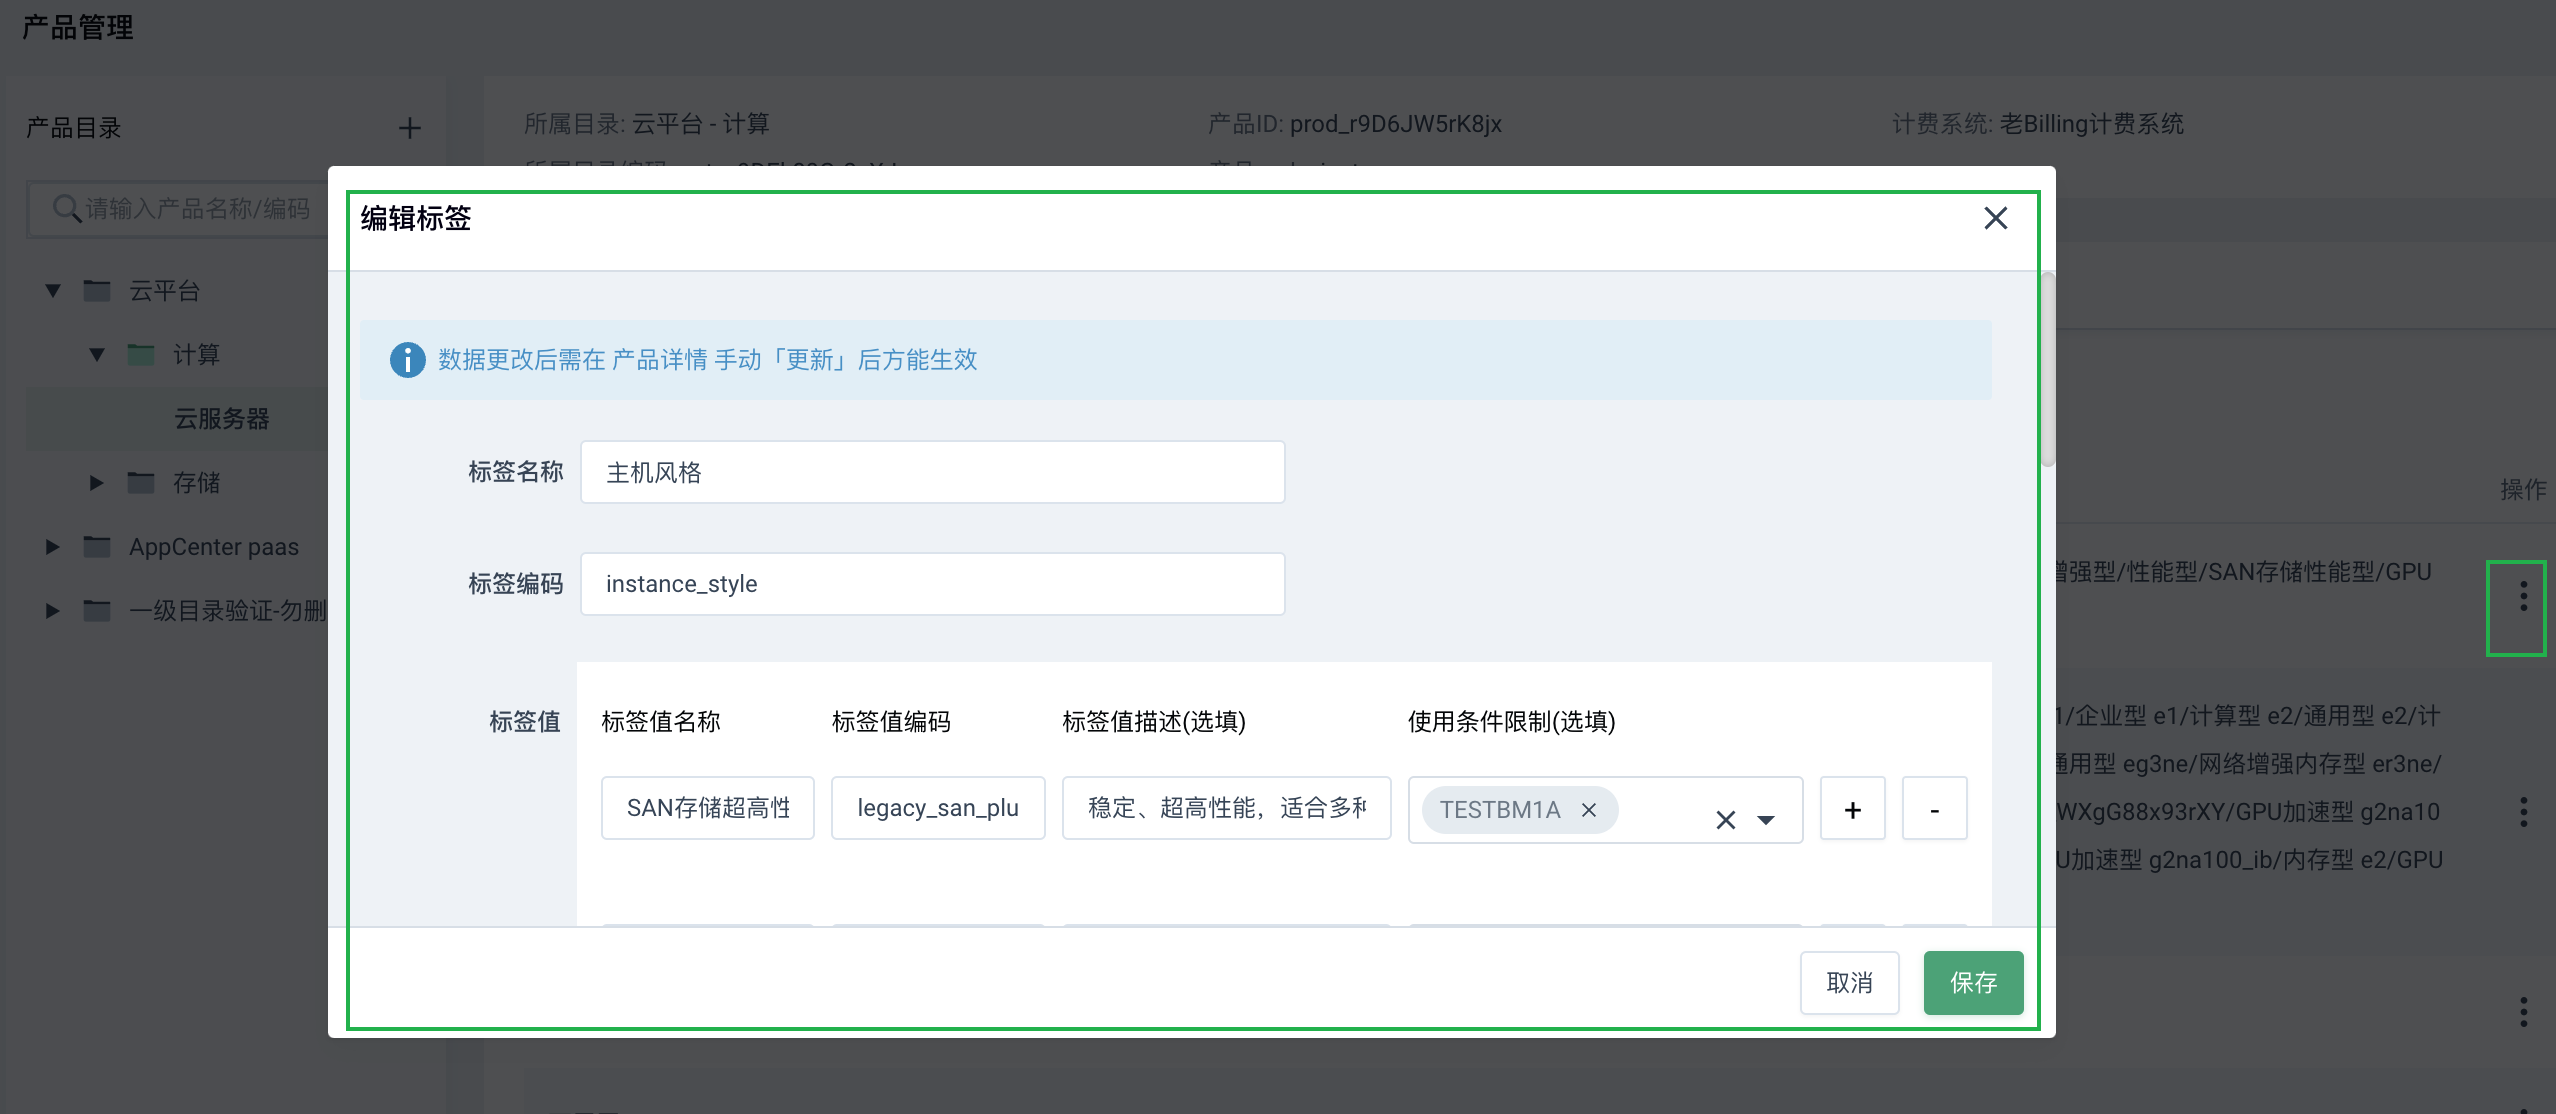 产品管理
产品目录
请输入产品名称/编码
云平台
计算
云服务器
存储
AppCenter paas
一级目录验证-勿删
所属目录: 云平台 - 计算
产品ID: prod_r9D6JW5rK8jx
计费系统: 老Billing计费系统
编辑标签
数据更改后需在 产品详情 手动「更新」后方能生效
标签名称
主机风格
标签编码
instance_style
标签值
标签值名称 标签值编码 标签值描述(选填) 使用条件限制(选填)
SAN存储超高性 legacy_san_plu 稳定、超高性能，适合多种 TESTBM1A + -
取消 保存
操作
增强型/性能型/SAN存储性能型/GPU
1/企业型 e1/计算型 e2/通用型 e2/计
通用型 eg3ne/网络增强内存型 er3ne/
WXgG88x93rXY/GPU加速型 g2na10
U加速型 g2na100_ib/内存型 e2/GPU